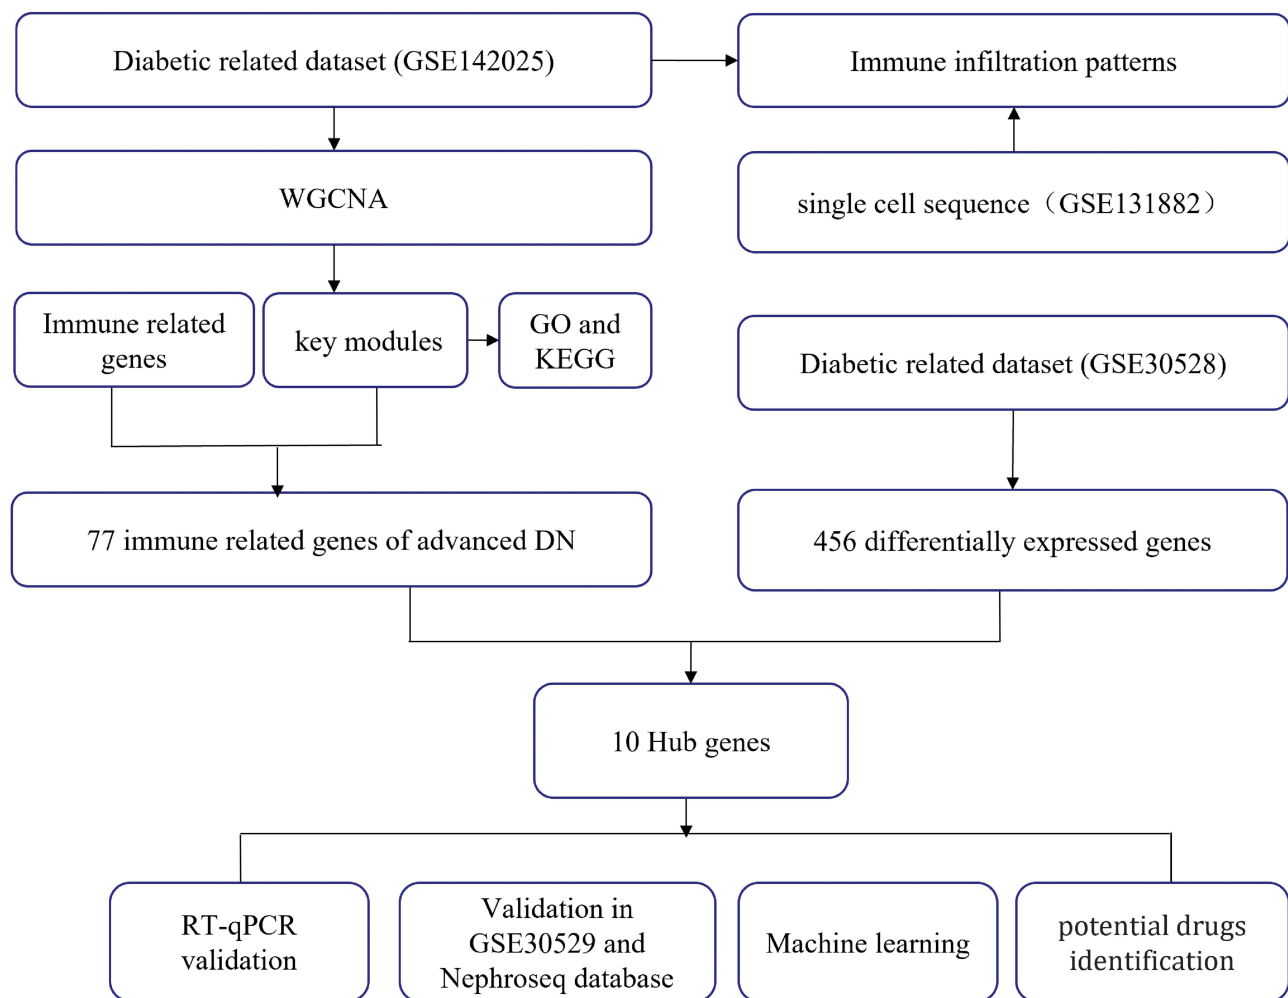 Diabetic related dataset (GSE142025)
Immune infiltration patterns
WGCNA
single cell sequence（GSE131882）
Immune related
genes
key modules
GO and
KEGG
Diabetic related dataset (GSE30528)
77 immune related genes of advanced DN
456 differentially expressed genes
10 Hub genes
RT-qPCR
validation
Validation in
GSE30529 and
Nephroseq database
Machine learning
potential drugs
identification